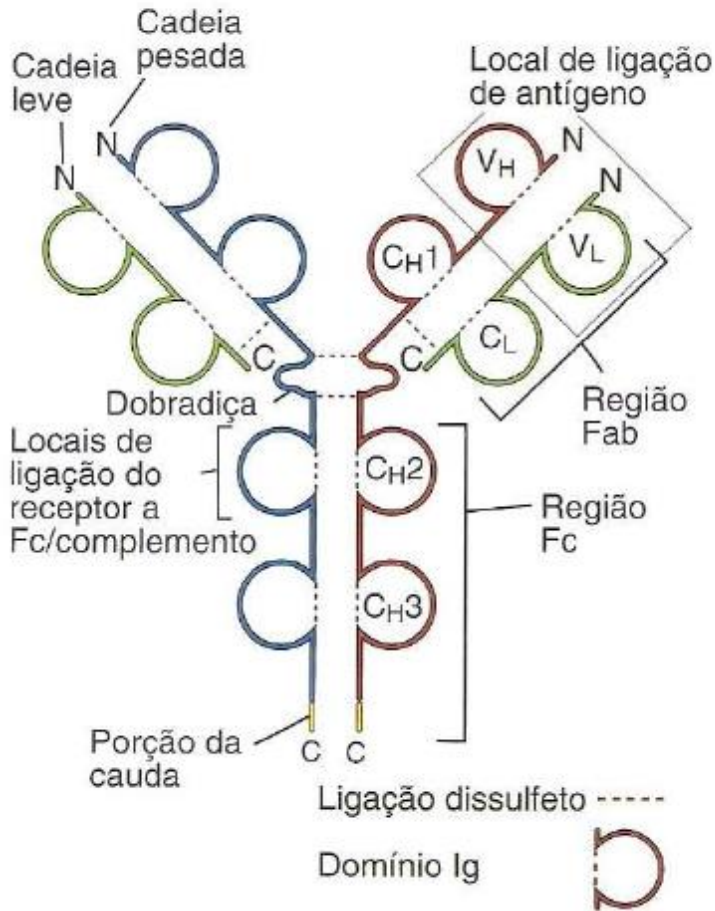 Cadeia
pesada
Cadeia
leve
Local de ligação
de antígeno
N
N
N
N
VH
CH1
VL
CL
C
C
Dobradiça
Região
Fab
Locais de
ligação do
receptor a
Fc/complemento
CH2
Região
Fc
CH3
Porção da
cauda
C
C
Ligação dissulfeto
Domínio Ig